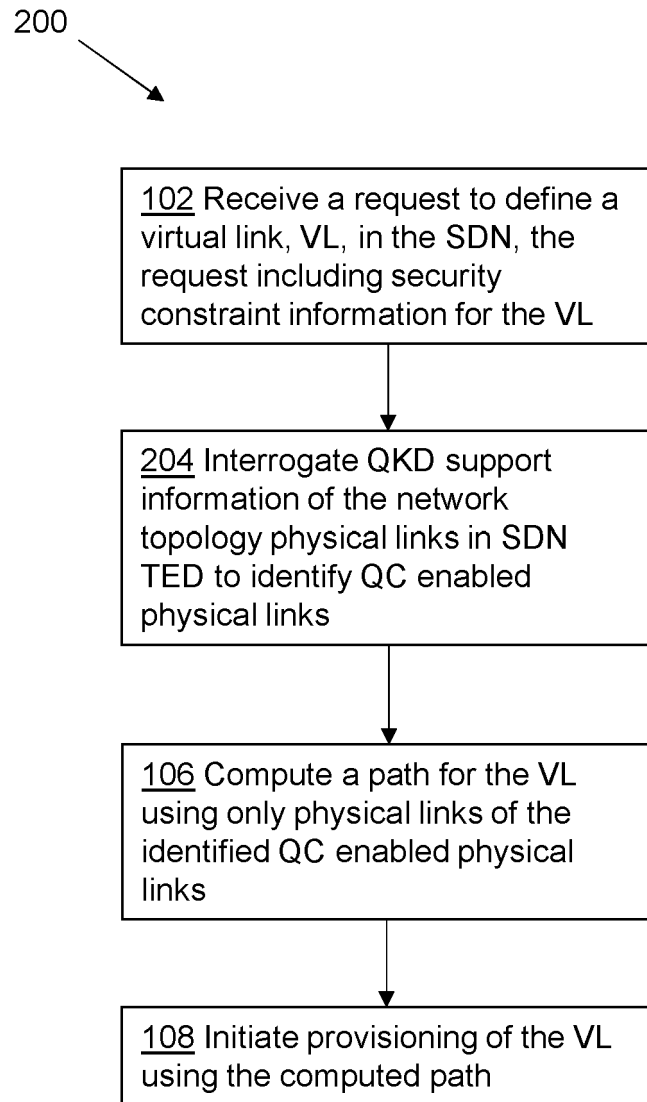 200
102 Receive a request to define a
virtual link, VL, in the SDN, the
request including security
constraint information for the VL
204 Interrogate QKD support
information of the network
topology physical links in SDN
TED to identify QC enabled
physical links
106 Compute a path for the VL
using only physical links of the
identified QC enabled physical
links
108 Initiate provisioning of the VL
using the computed path